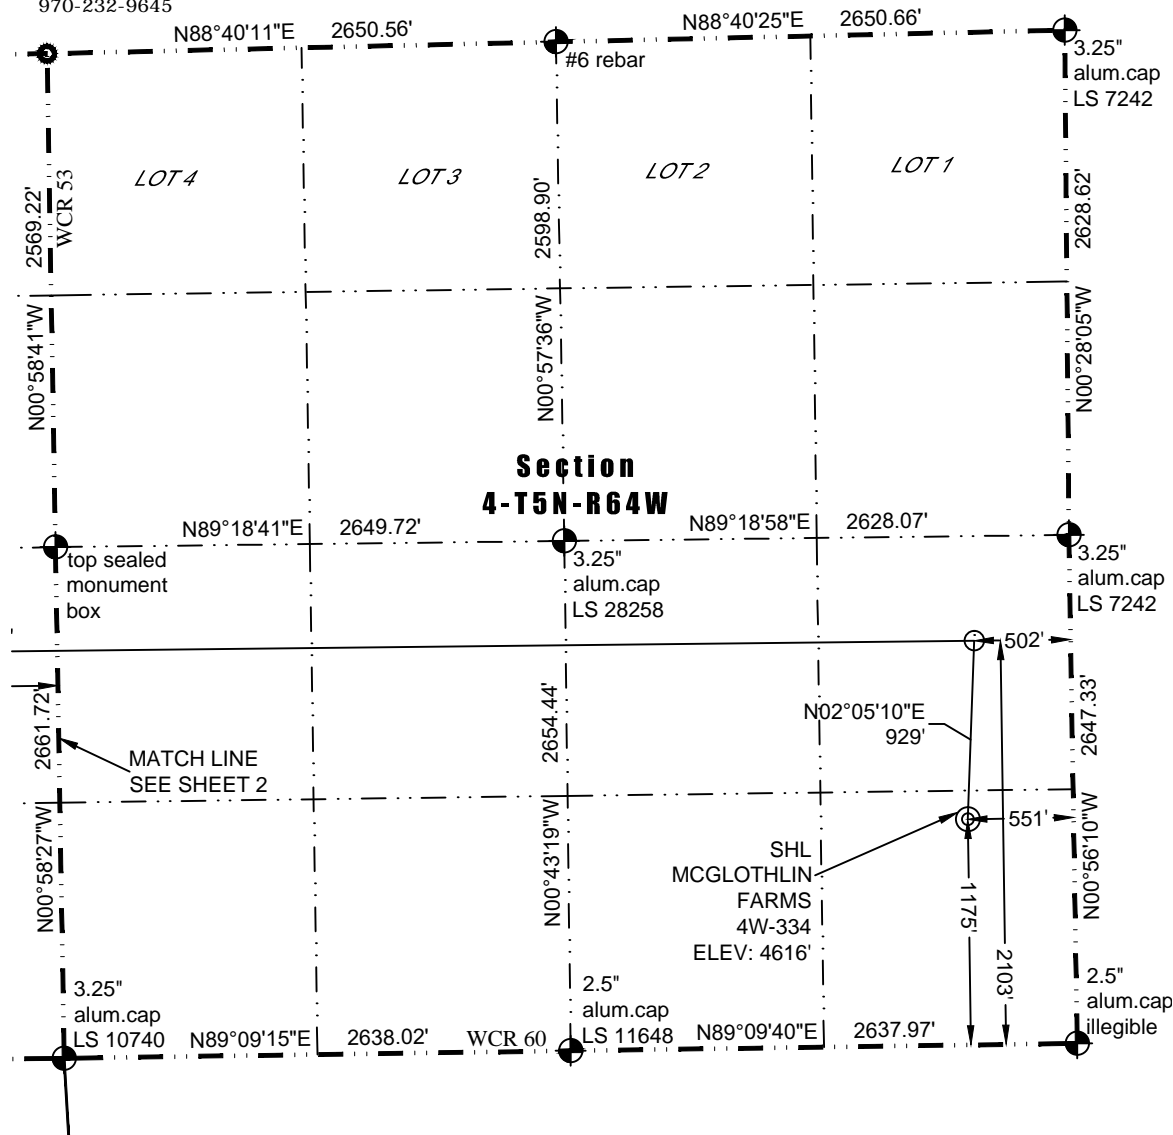 970-232-9645
N88°40'11"E 2650.56'
N88°40'25"E 2650.66'
#6 rebar
3.25"
alum.cap
LS 7242
LOT 4
LOT 3
LOT 2
LOT 1
2569.22'
WCR 53
2598.90'
2628.62'
N00°58'41"W
N00°57'36"W
N00°28'05"W
Section
4-T5N-R64W
N89°18'41"E 2649.72'
N89°18'58"E 2628.07'
top sealed
monument
box
3.25"
alum.cap
LS 28258
3.25"
alum.cap
LS 7242
502'
N02°05'10"E
929'
2661.72'
2654.44'
2647.33'
MATCH LINE
SEE SHEET 2
551'
N00°58'27"W
N00°43'19"W
N00°56'10"W
SHL
MCGLOTHLIN
FARMS
4W-334
ELEV: 4616'
1175'
2103'
3.25"
alum.cap
LS 10740
2.5"
alum.cap
LS 11648
2.5"
alum.cap
illegible
N89°09'15"E 2638.02'
WCR 60
N89°09'40"E 2637.97'